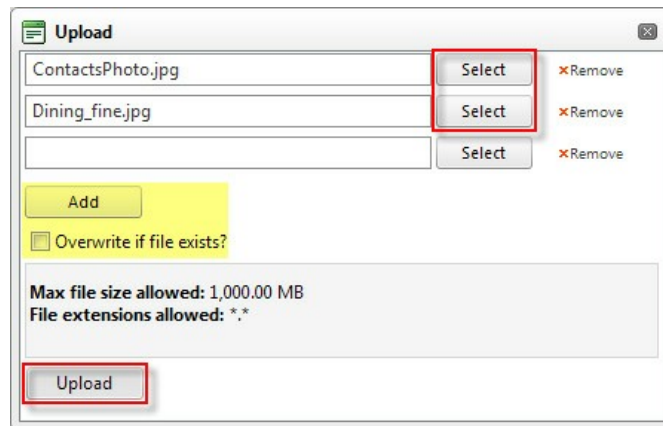 Upload
ContactsPhoto.jpg Select ×Remove
Dining_fine.jpg Select ×Remove
Select ×Remove
Add
Overwrite if file exists?
Max file size allowed: 1,000.00 MB
File extensions allowed: *.*
Upload